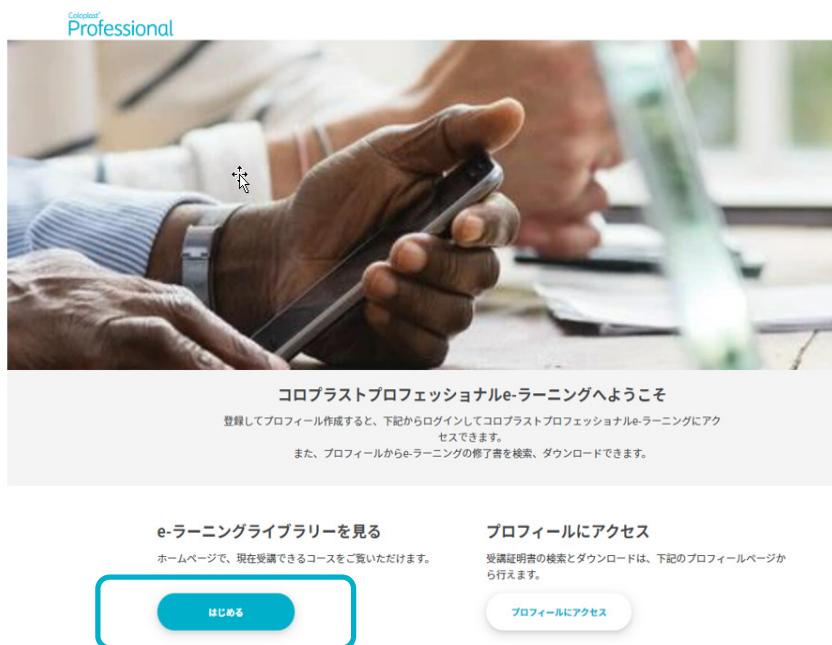 Coloplast®
Professional
コロプラストプロフェッショナルe-ラーニングへようこそ
登録してプロフィール作成すると、下記からログインしてコロプラストプロフェッショナルe-ラーニングにアク
セスできます。
また、プロフィールからe-ラーニングの修了書を検索、ダウンロードできます。
e-ラーニングライブラリーを見る
ホームページで、現在受講できるコースをご覧いただけます。
はじめる
プロフィールにアクセス
受講証明書の検索とダウンロードは、下記のプロフィールページか
ら行えます。
プロフィールにアクセス